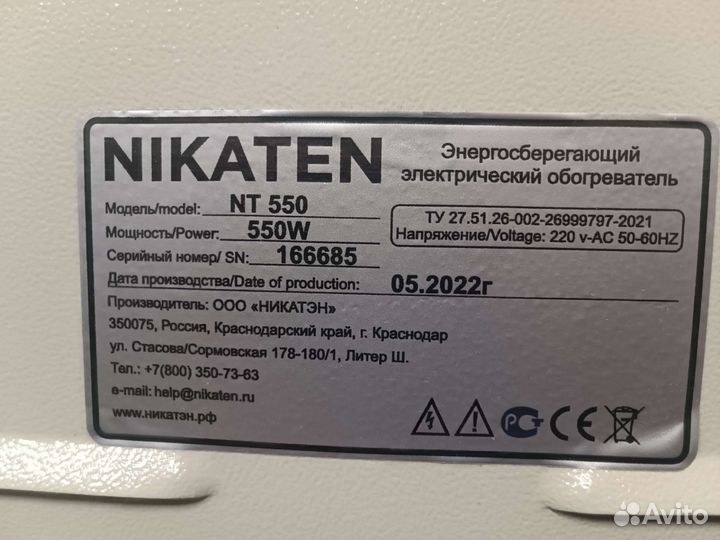 NIKATEN
Энергосберегающий
электрический обогреватель
Модель/model: NT 550
Мощность/Power: 550W
Серийный номер/ SN: 166685
ТУ 27.51.26-002-26999797-2021
Напряжение/Voltage: 220 v-AC 50-60HZ
Дата производства/Date of production: 05.2022г
Производитель: ООО «НИКАТЭН»
350075, Россия, Краснодарский край, г. Краснодар
ул. Стасова/Сормовская 178-180/1, Литер Ш.
Тел.: +7(800) 350-73-63
e-mail: help@nikaten.ru
www.никатэн.рф
РС CE
Avito